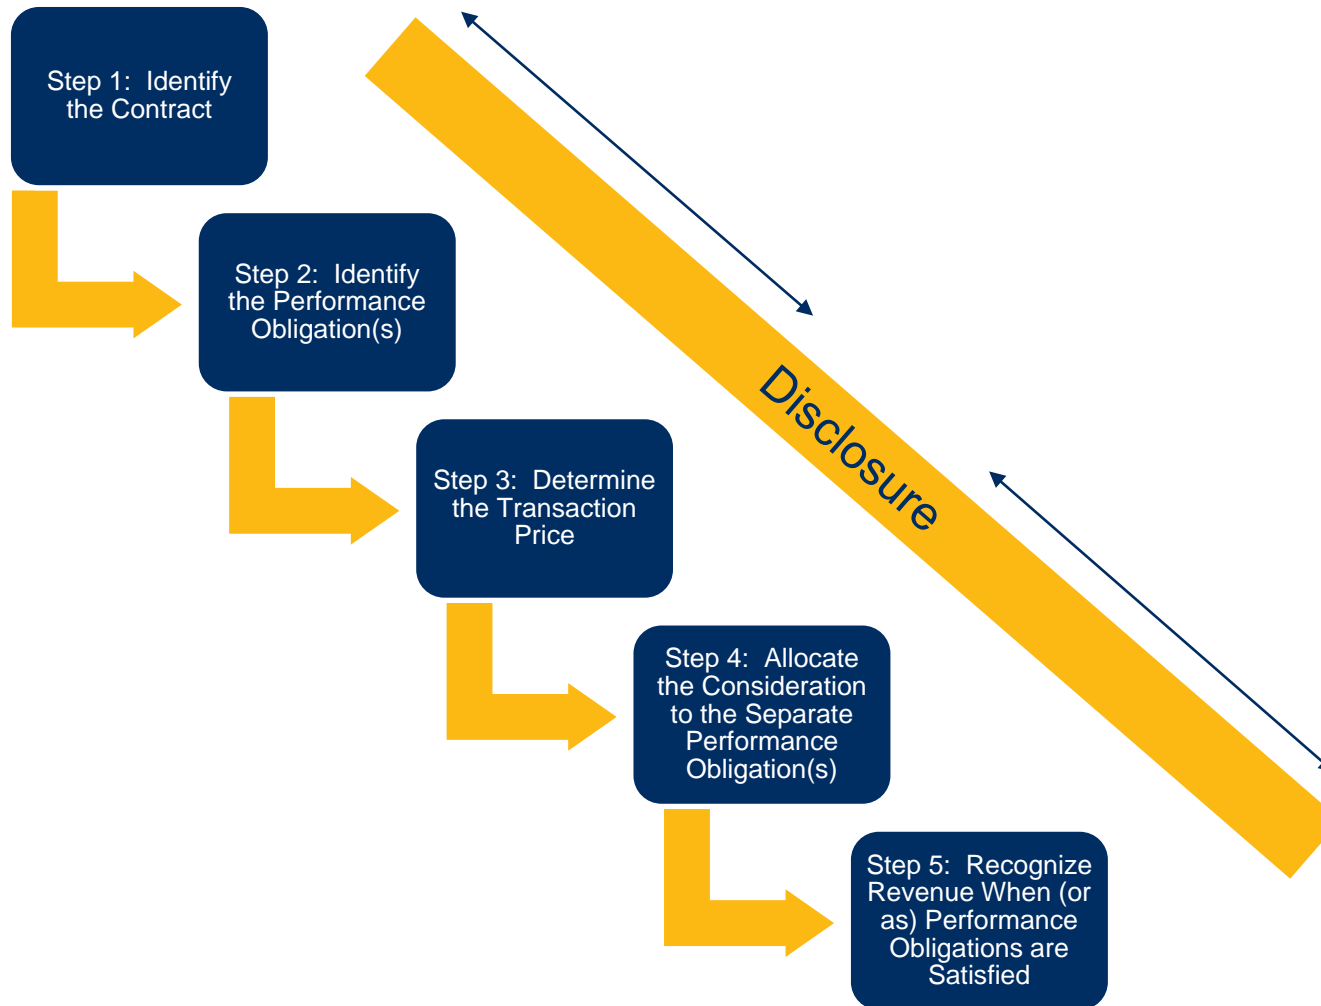 Step 1:  Identify
the Contract
Step 2:  Identify
the Performance
Obligation(s)
Step 3:  Determine
the Transaction
Price
Step 4:  Allocate
the Consideration
to the Separate
Performance
Obligation(s)
Step 5:  Recognize
Revenue When (or
as) Performance
Obligations are
Satisfied
Disclosure